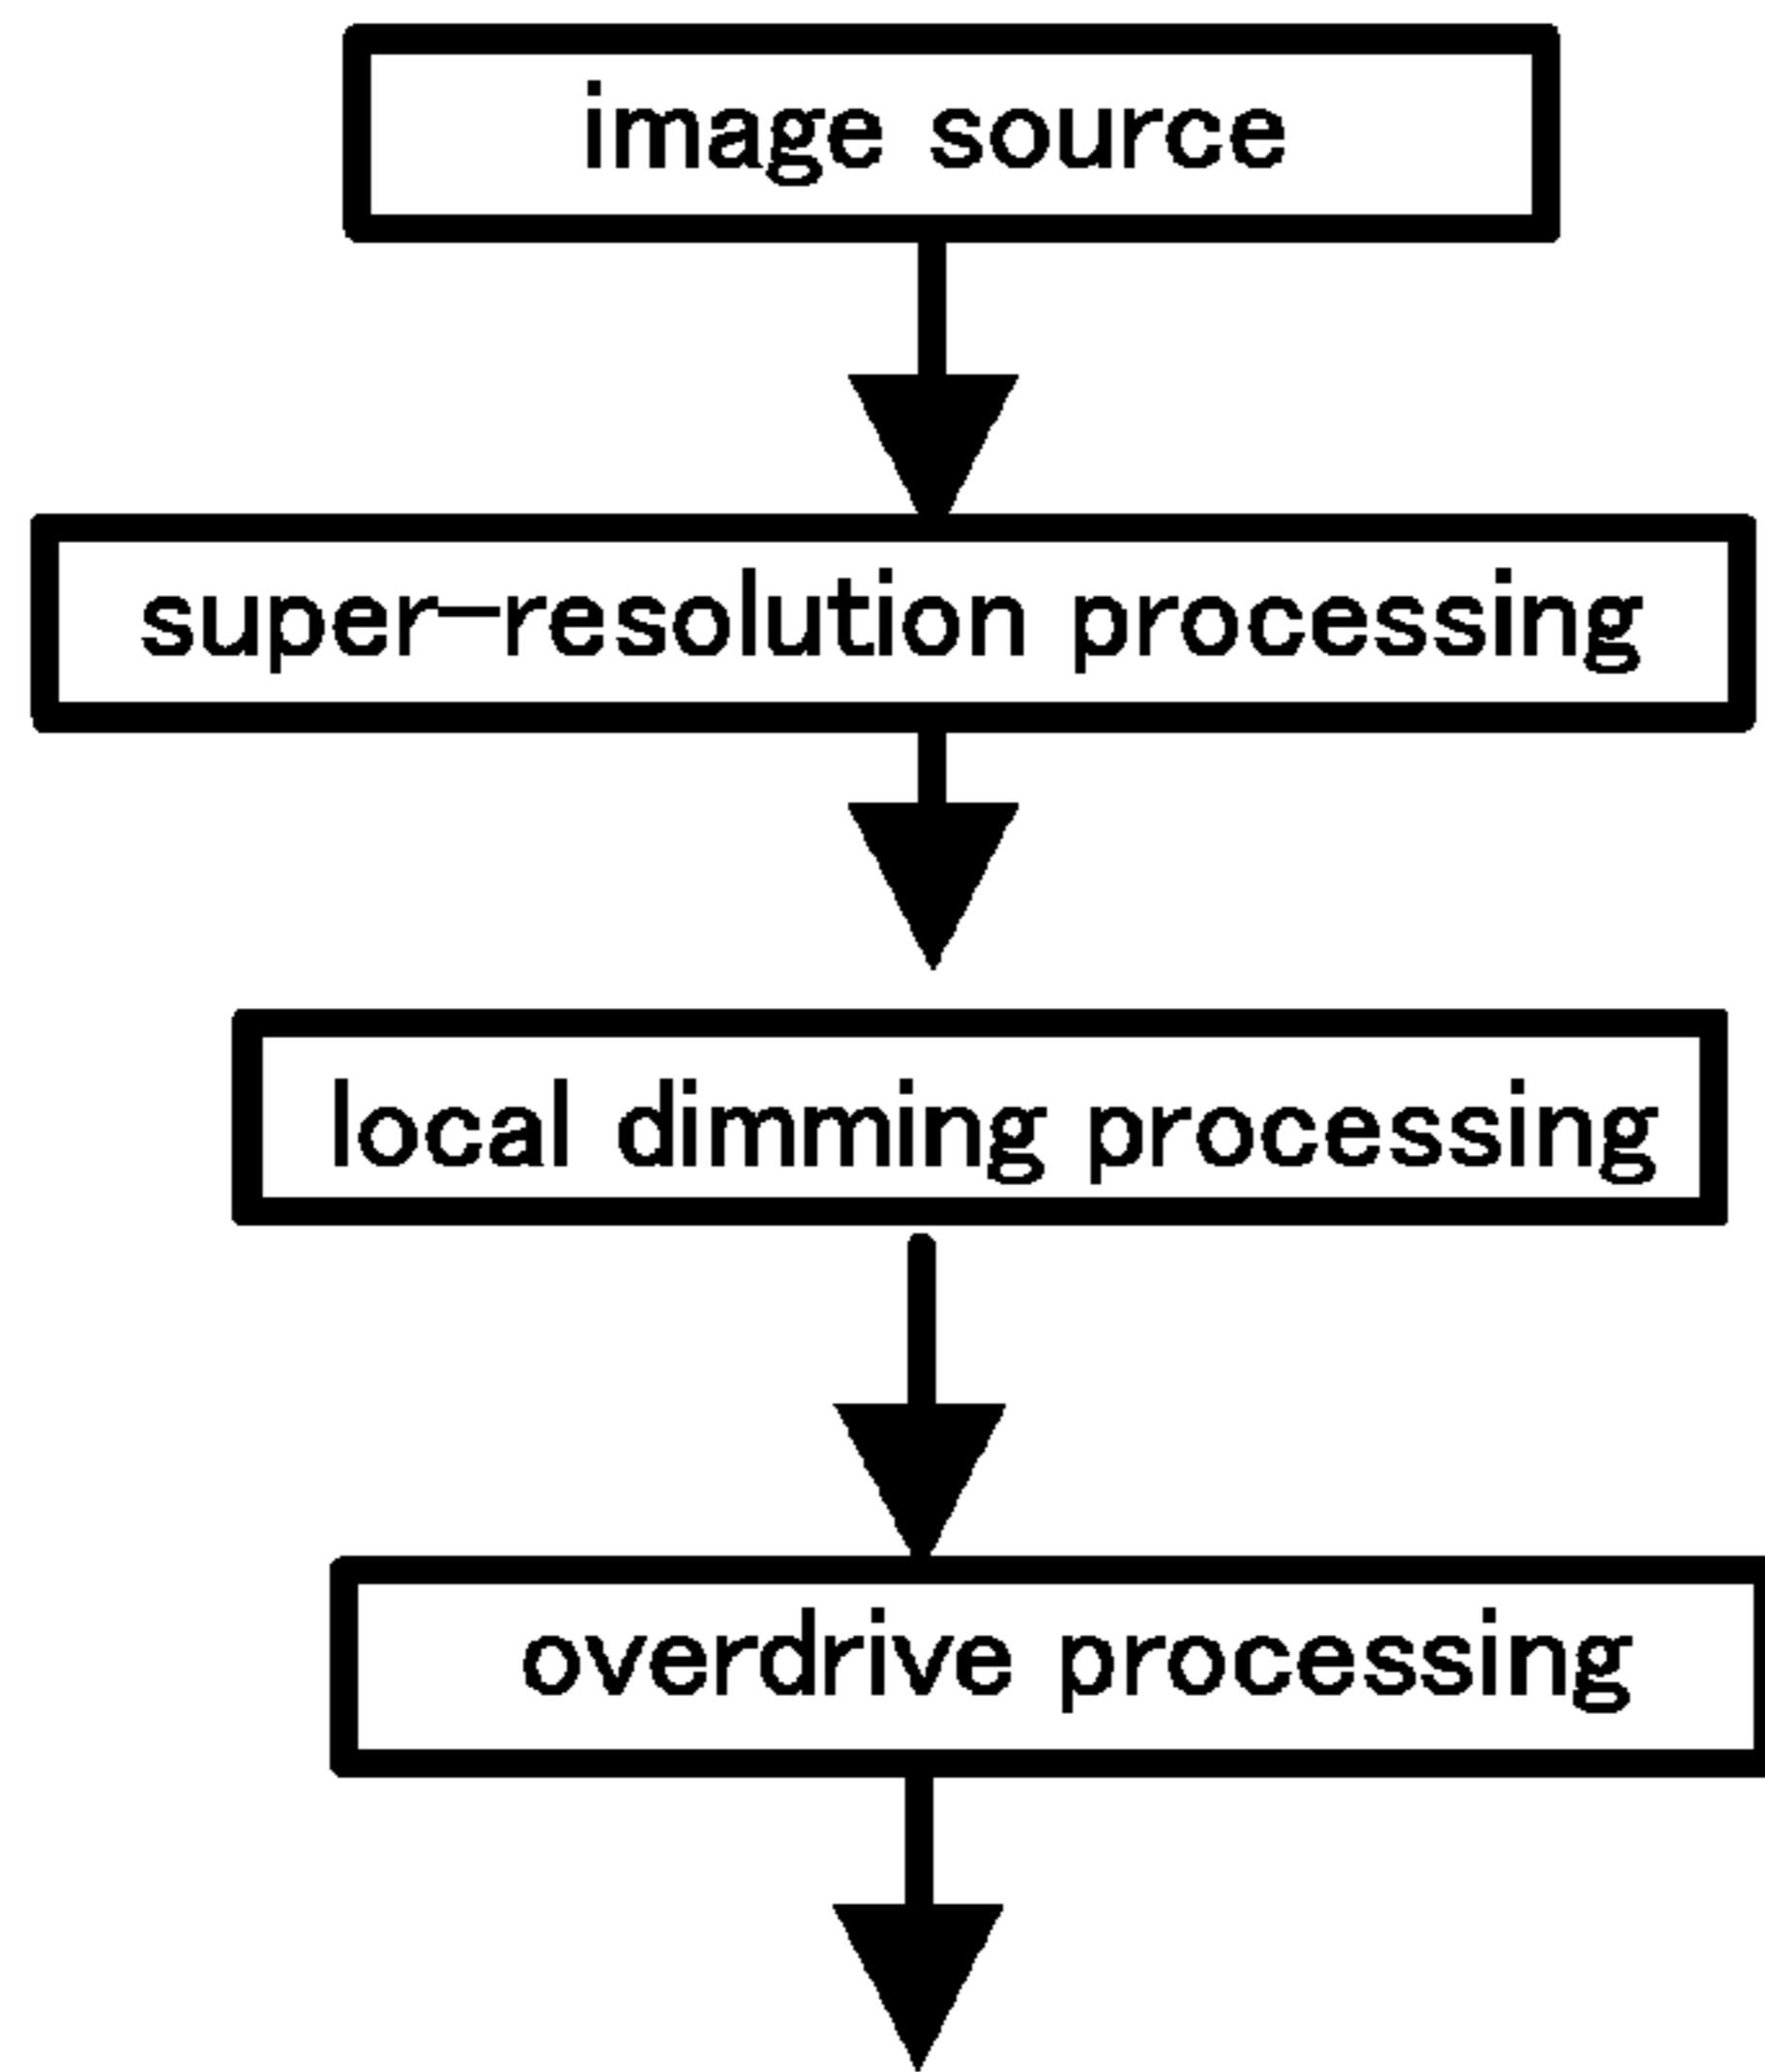 image source
super-resolution processing
local dimming processing
overdrive processing